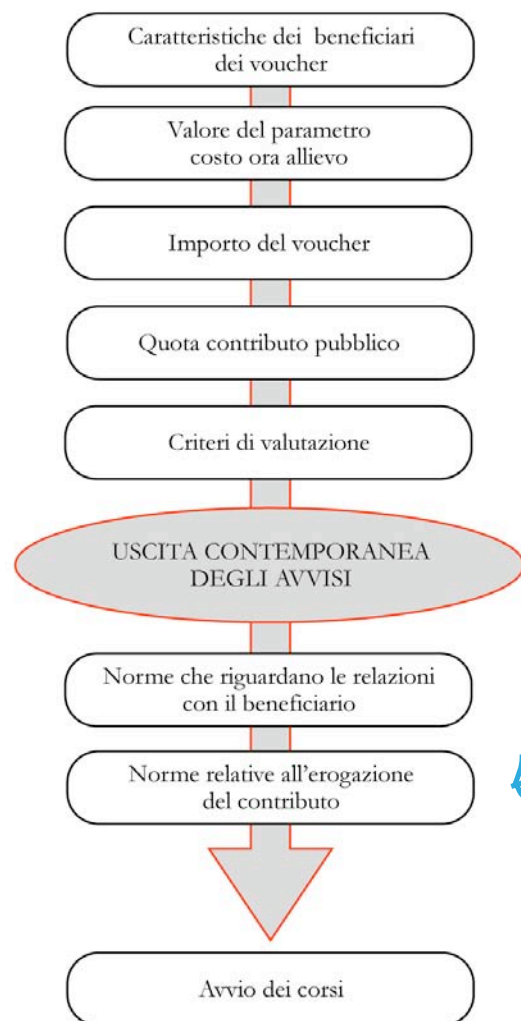 Caratteristiche dei beneficiari
dei voucher
Valore del parametro
costo ora allievo
Importo del voucher
Quota contributo pubblico
Criteri di valutazione
USCITA CONTEMPORANEA
DEGLI AVVISI
Norme che riguardano le relazioni
con il beneficiario
Norme relative all'erogazione
del contributo
Avvio dei corsi